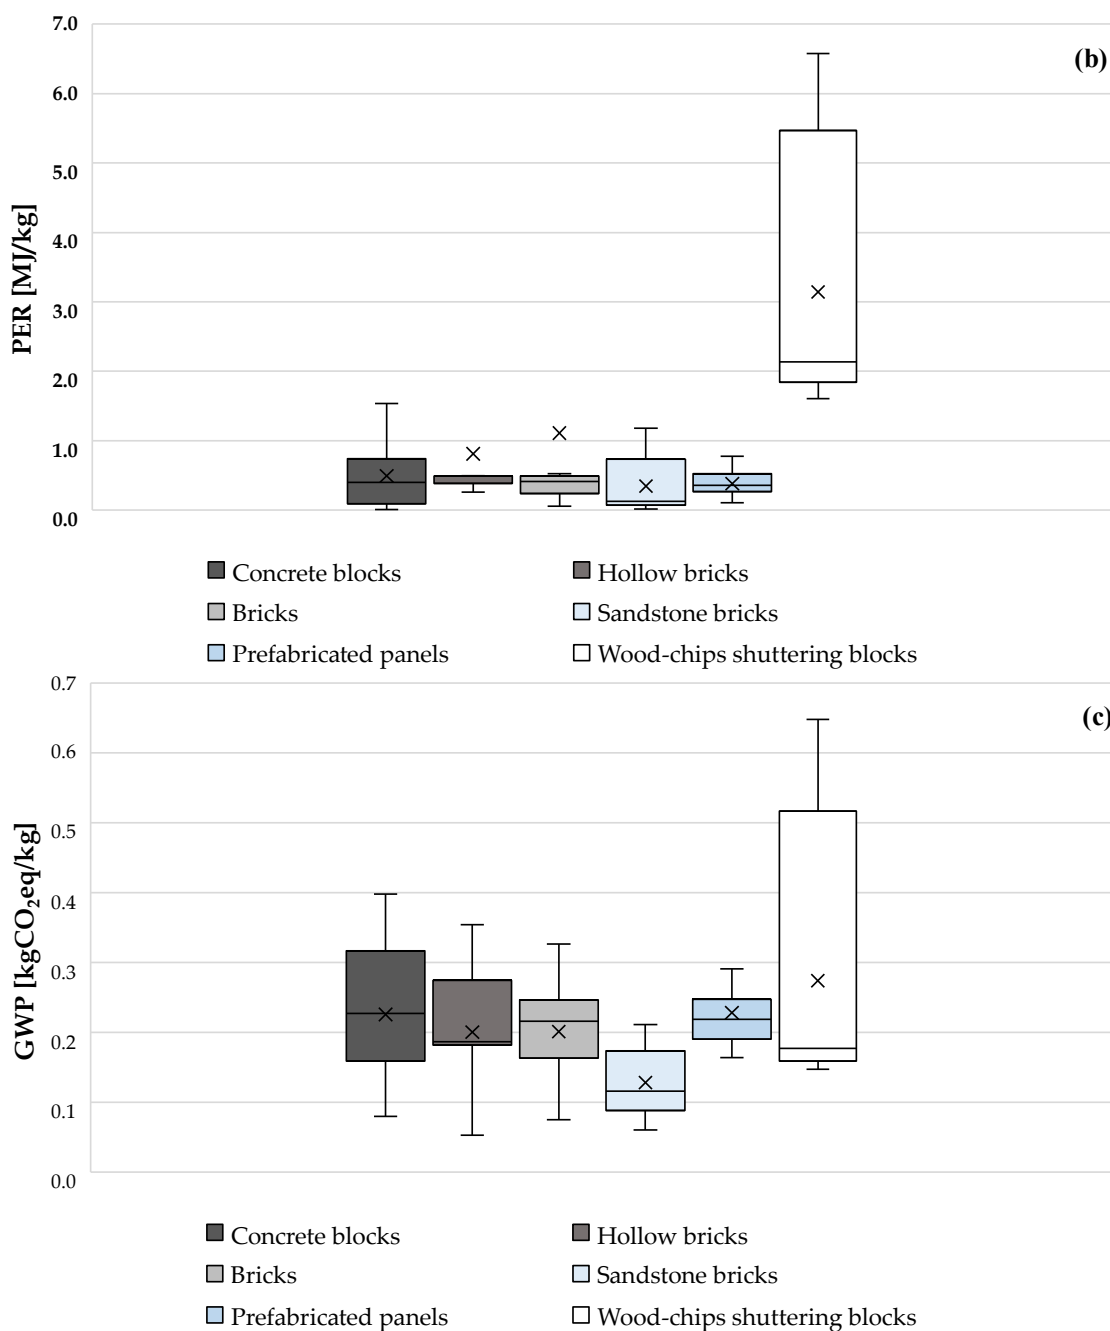 7.0
(b)
6.0
5.0
4.0
3.0
2.0
1.0
0.0
PER [MJ/kg]
Concrete blocks
Hollow bricks
Bricks
Sandstone bricks
Prefabricated panels
Wood-chips shuttering blocks
0.7
(c)
0.6
0.5
0.4
0.3
0.2
0.1
0.0
GWP [kgCO₂eq/kg]
Concrete blocks
Hollow bricks
Bricks
Sandstone bricks
Prefabricated panels
Wood-chips shuttering blocks